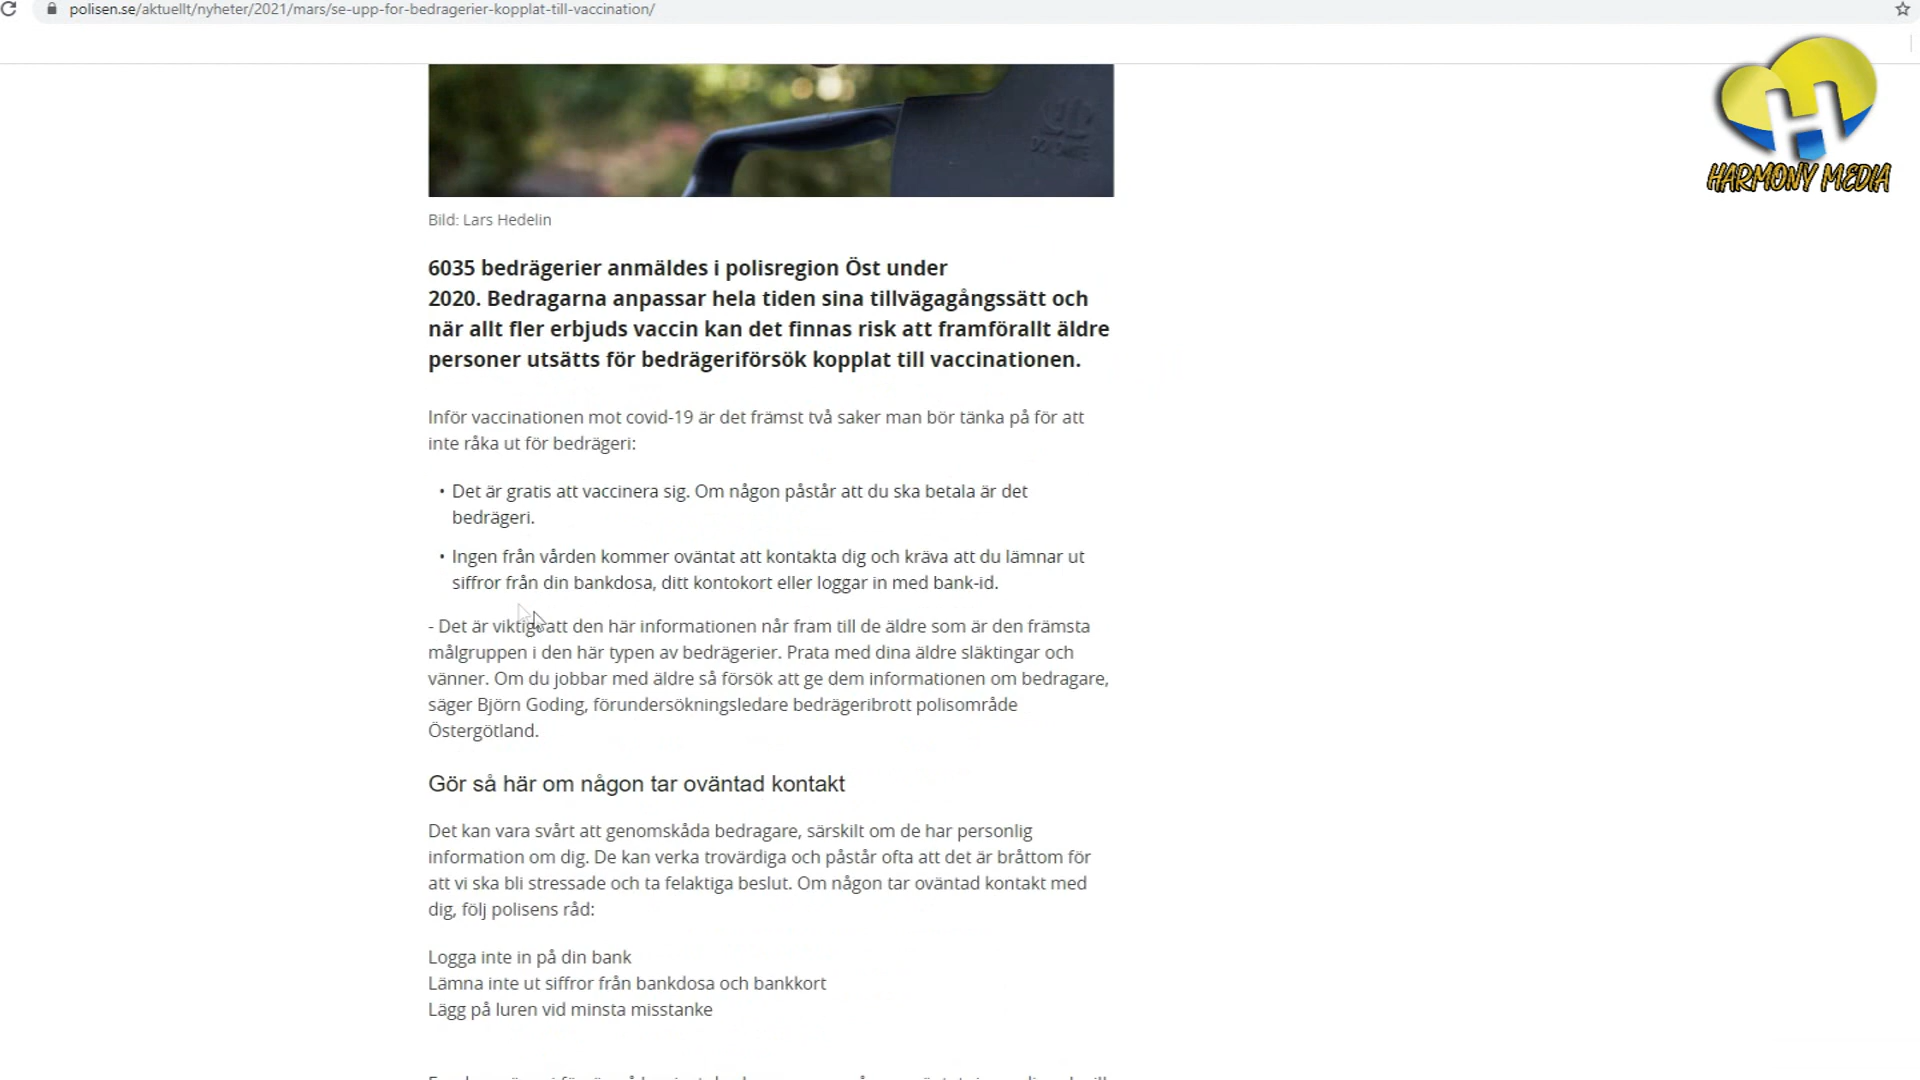 polisen.se/aktuellt/nyheter/2021/mars/se-upp-for-bedragerier-kopplat-till-vaccination/
HARMONY MEDIA
Bild: Lars Hedelin
6035 bedrägerier anmäldes i polisregion Öst under
2020. Bedragarna anpassar hela tiden sina tillvägagångssätt och
när allt fler erbjuds vaccin kan det finnas risk att framförallt äldre
personer utsätts för bedrägeriförsök kopplat till vaccinationen.
Inför vaccinationen mot covid-19 är det främst två saker man bör tänka på för att
inte råka ut för bedrägeri:
• Det är gratis att vaccinera sig. Om någon påstår att du ska betala är det
bedrägeri.
• Ingen från vården kommer oväntat att kontakta dig och kräva att du lämnar ut
siffror från din bankdosa, ditt kontokort eller loggar in med bank-id.
- Det är viktigt att den här informationen når fram till de äldre som är den främsta
målgruppen i den här typen av bedrägerier. Prata med dina äldre släktingar och
vänner. Om du jobbar med äldre så försök att ge dem informationen om bedragare,
säger Björn Goding, förundersökningsledare bedrägeribrott polisområde
Östergötland.
Gör så här om någon tar oväntad kontakt
Det kan vara svårt att genomskåda bedragare, särskilt om de har personlig
information om dig. De kan verka trovärdiga och påstår ofta att det är bråttom för
att vi ska bli stressade och ta felaktiga beslut. Om någon tar oväntad kontakt med
dig, följ polisens råd:
Logga inte in på din bank
Lämna inte ut siffror från bankdosa och bankkort
Lägg på luren vid minsta misstanke